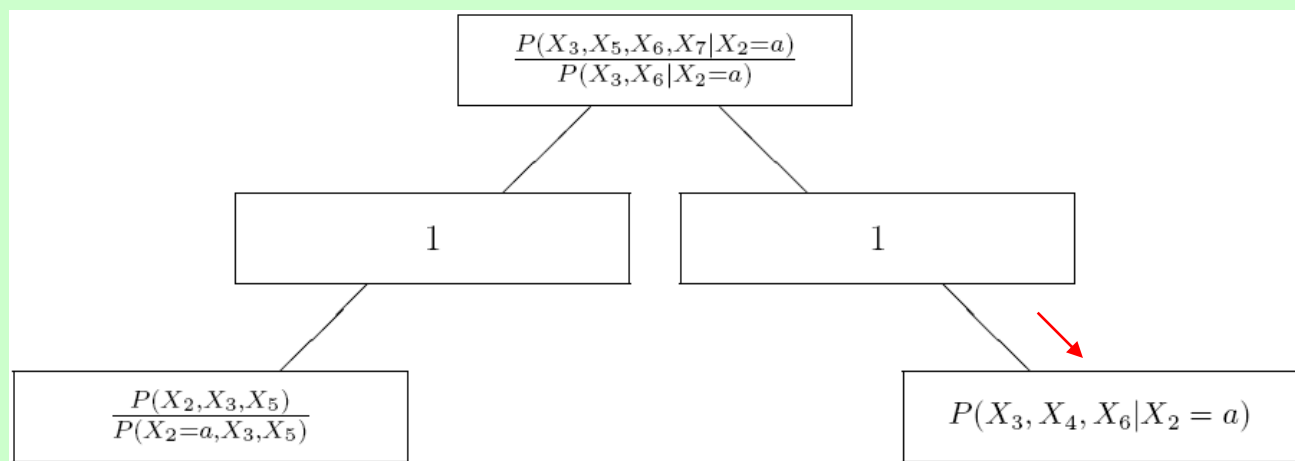 P(X₃,X₅,X₆,X₇|X₂=a)
P(X₃,X₆|X₂=a)
1
1
P(X₂,X₃,X₅)
P(X₂=a,X₃,X₅)
P(X₃, X₄, X₆|X₂ = a)